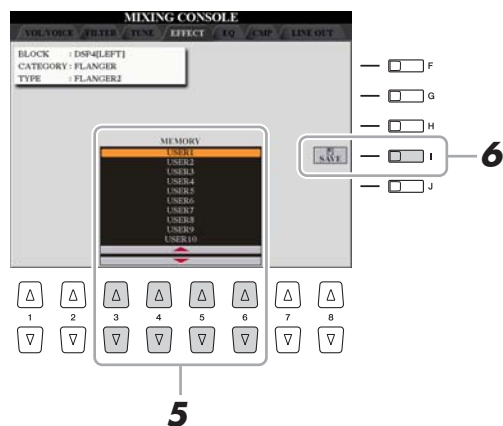 MIXING CONSOLE
VOL/VOICE FILTER TUNE EFFECT EQ CMP LINE OUT
BLOCK : DSP4[LEFT]
CATEGORY : FLANGER
TYPE : FLANGER2
F
G
H
I
J
SAVE
6
MEMORY
USER1
USER2
USER3
USER4
USER5
USER6
USER7
USER8
USER9
USER10
1 2 3 4 5 6 7 8
5